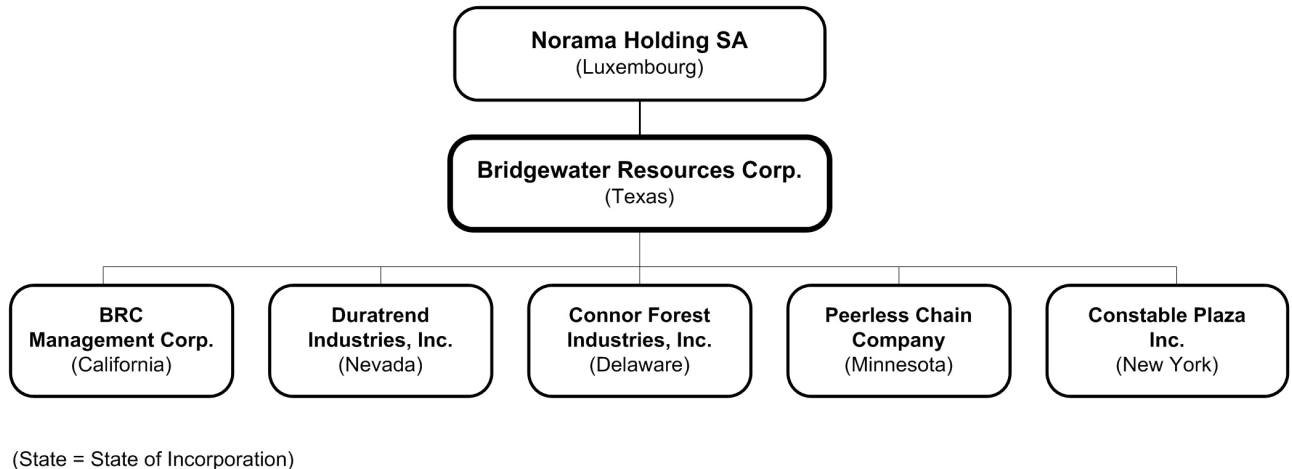 Norama Holding SA
(Luxembourg)
Bridgewater Resources Corp.
(Texas)
BRC
Management Corp.
(California)
Duratrend
Industries, Inc.
(Nevada)
Connor Forest
Industries, Inc.
(Delaware)
Peerless Chain
Company
(Minnesota)
Constable Plaza
Inc.
(New York)
(State = State of Incorporation)